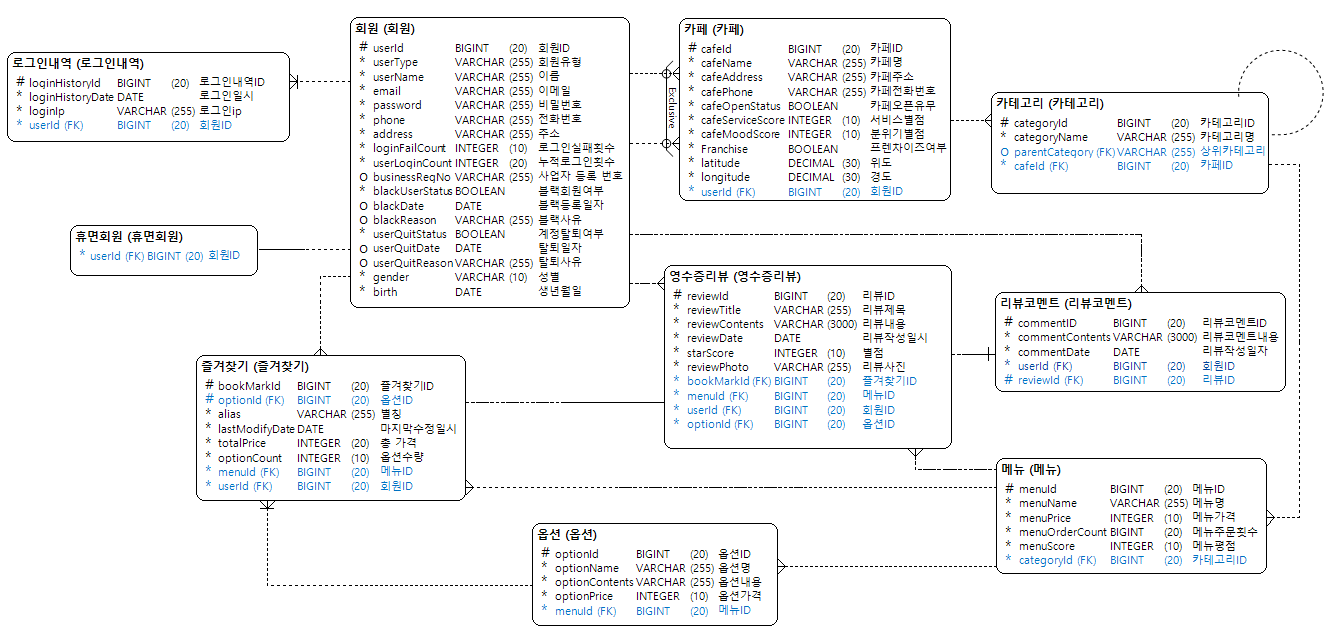 회원 (회원)
# userId BIGINT (20) 회원ID
* userType VARCHAR (255) 회원유형
* userName VARCHAR (255) 이름
* email VARCHAR (255) 이메일
* password VARCHAR (255) 비밀번호
* phone VARCHAR (255) 전화번호
* address VARCHAR (255) 주소
* loginFailCount INTEGER (10) 로그인실패횟수
* userLoginCount INTEGER (20) 누적로그인횟수
O businessReqNo VARCHAR (255) 사업자 등록 번호
* blackUserStatus BOOLEAN 블랙회원여부
O blackDate DATE 블랙등록일자
O blackReason VARCHAR (255) 블랙사유
* userQuitStatus BOOLEAN 계정탈퇴여부
O userQuitDate DATE 탈퇴일자
O userQuitReason VARCHAR (255) 탈퇴사유
* gender VARCHAR (10) 성별
* birth DATE 생년월일
카페 (카페)
# cafeId BIGINT (20) 카페ID
* cafeName VARCHAR (255) 카페명
* cafeAddress VARCHAR (255) 카페주소
* cafePhone VARCHAR (255) 카페전화번호
* cafeOpenStatus BOOLEAN 카페오픈유무
* cafeServiceScore INTEGER (10) 서비스별점
* cafeMoodScore INTEGER (10) 분위기별점
* Franchise BOOLEAN 프렌차이즈여부
* latitude DECIMAL (30) 위도
* longitude DECIMAL (30) 경도
* userId (FK) BIGINT (20) 회원ID
Exclusive
로그인내역 (로그인내역)
# loginHistoryId BIGINT (20) 로그인내역ID
* loginHistoryDate DATE 로그인일시
* loginIp VARCHAR (255) 로그인ip
* userId (FK) BIGINT (20) 회원ID
카테고리 (카테고리)
# categoryId BIGINT (20) 카테고리ID
* categoryName VARCHAR (255) 카테고리명
O parentCategory (FK) VARCHAR (255) 상위카테고리
* cafeId (FK) BIGINT (20) 카페ID
휴면회원 (휴면회원)
* userId (FK) BIGINT (20) 회원ID
영수증리뷰 (영수증리뷰)
# reviewId BIGINT (20) 리뷰ID
* reviewTitle VARCHAR (255) 리뷰제목
* reviewContents VARCHAR (3000) 리뷰내용
* reviewDate DATE 리뷰작성일시
* starScore INTEGER (10) 별점
* reviewPhoto VARCHAR (255) 리뷰사진
* bookMarkId (FK) BIGINT (20) 즐겨찾기ID
* menuId (FK) BIGINT (20) 메뉴ID
* userId (FK) BIGINT (20) 회원ID
* optionId (FK) BIGINT (20) 옵션ID
리뷰코멘트 (리뷰코멘트)
# commentID BIGINT (20) 리뷰코멘트ID
* commentContents VARCHAR (3000) 리뷰코멘트내용
* commentDate DATE 리뷰작성일자
* userId (FK) BIGINT (20) 회원ID
# reviewId (FK) BIGINT (20) 리뷰ID
즐겨찾기 (즐겨찾기)
# bookMarkId BIGINT (20) 즐겨찾기ID
# optionId (FK) BIGINT (20) 옵션ID
* alias VARCHAR (255) 별칭
* lastModifyDate DATE 마지막수정일시
* totalPrice INTEGER (20) 총 가격
* optionCount INTEGER (10) 옵션수량
* menuId (FK) BIGINT (20) 메뉴ID
* userId (FK) BIGINT (20) 회원ID
메뉴 (메뉴)
# menuId BIGINT (20) 메뉴ID
* menuName VARCHAR (255) 메뉴명
* menuPrice INTEGER (10) 메뉴가격
* menuOrderCount BIGINT (20) 메뉴주문횟수
* menuScore INTEGER (10) 메뉴평점
* categoryId (FK) BIGINT (20) 카테고리ID
옵션 (옵션)
# optionId BIGINT (20) 옵션ID
* optionName VARCHAR (255) 옵션명
* optionContents VARCHAR (255) 옵션내용
* optionPrice INTEGER (10) 옵션가격
* menuId (FK) BIGINT (20) 메뉴ID